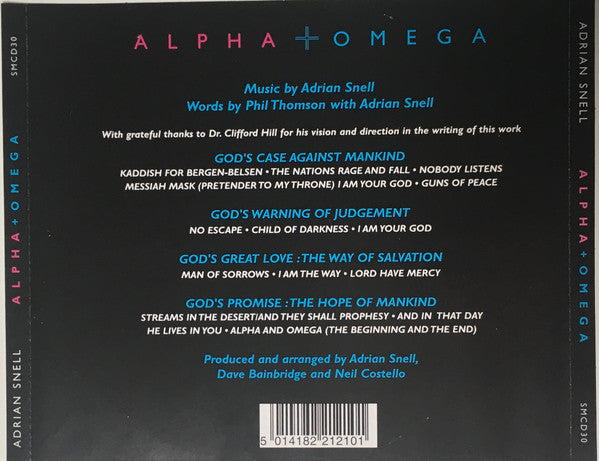 ALPHA + OMEGA
Music by Adrian Snell
Words by Phil Thomson with Adrian Snell
With grateful thanks to Dr. Clifford Hill for his vision and direction in the writing of this work
GOD'S CASE AGAINST MANKIND
KADDISH FOR BERGEN-BELSEN • THE NATIONS RAGE AND FALL • NOBODY LISTENS
MESSIAH MASK (PRETENDER TO MY THRONE) I AM YOUR GOD • GUNS OF PEACE
GOD'S WARNING OF JUDGEMENT
NO ESCAPE • CHILD OF DARKNESS • I AM YOUR GOD
GOD'S GREAT LOVE :THE WAY OF SALVATION
MAN OF SORROWS • I AM THE WAY • LORD HAVE MERCY
GOD'S PROMISE :THE HOPE OF MANKIND
STREAMS IN THE DESERT/AND THEY SHALL PROPHESY • AND IN THAT DAY
HE LIVES IN YOU • ALPHA AND OMEGA (THE BEGINNING AND THE END)
Produced and arranged by Adrian Snell,
Dave Bainbridge and Neil Costello
5 014182 212101
ADRIAN SNELL
ALPHA + OMEGA
SMCD30
ADRIAN SNELL
ALPHA + OMEGA
SMCD30